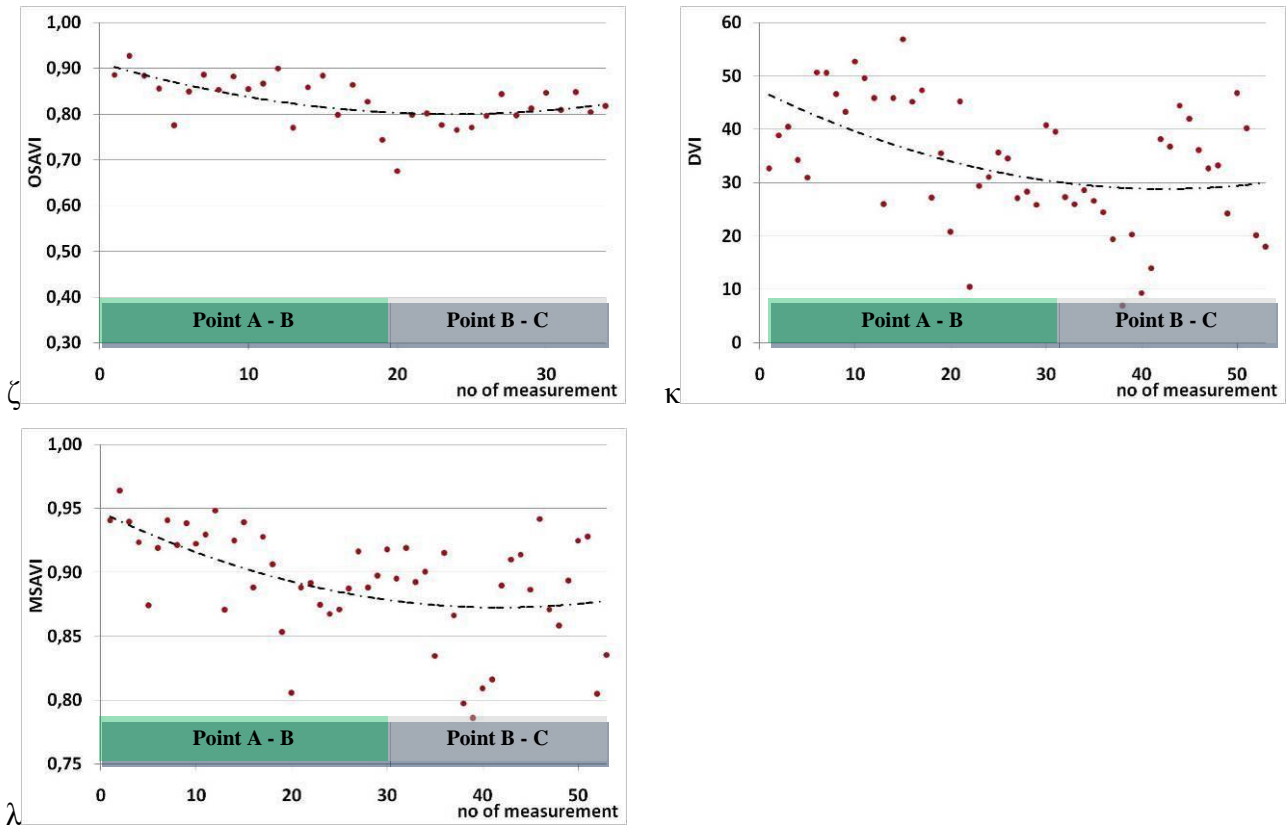 1,00
0,90
0,80
0,70
0,60
0,50
0,40
0,30
OSAVI
Point A - B Point B - C
0 10 20 30
no of measurement
ζ
60
50
40
30
20
10
0
DVI
Point A - B Point B - C
0 10 20 30 40 50
no of measurement
κ
1,00
0,95
0,90
0,85
0,80
0,75
MSAVI
Point A - B Point B - C
0 10 20 30 40 50
no of measurement
λ